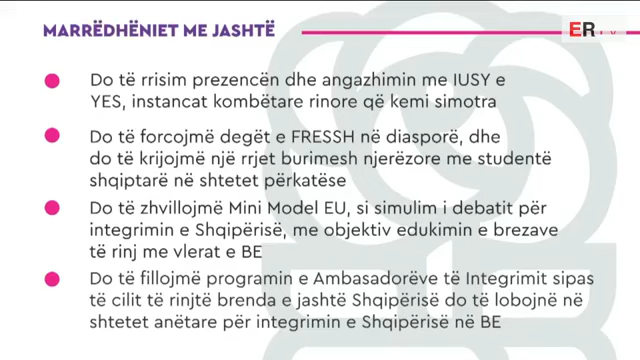 MARRËDHËNIET ME JASHTË
ERTV
Do të rrisim prezencën dhe angazhimin me IUSY e
YES, instancat kombëtare rinore që kemi simotra
Do të forcojmë degët e FRESSH në diasporë, dhe
do të krijojmë një rrjet burimesh njerëzore me studentë
shqiptarë në shtetet përkatëse
Do të zhvillojmë Mini Model EU, si simulim i debatit për
integrimin e Shqipërisë, me objektiv edukimin e brezave
të rinj me vlerat e BE
Do të fillojmë programin e Ambasadorëve të Integrimit sipas
të cilit të rinjtë brenda e jashtë Shqipërisë do të lobojnë në
shtetet anëtare për integrimin e Shqipërisë në BE